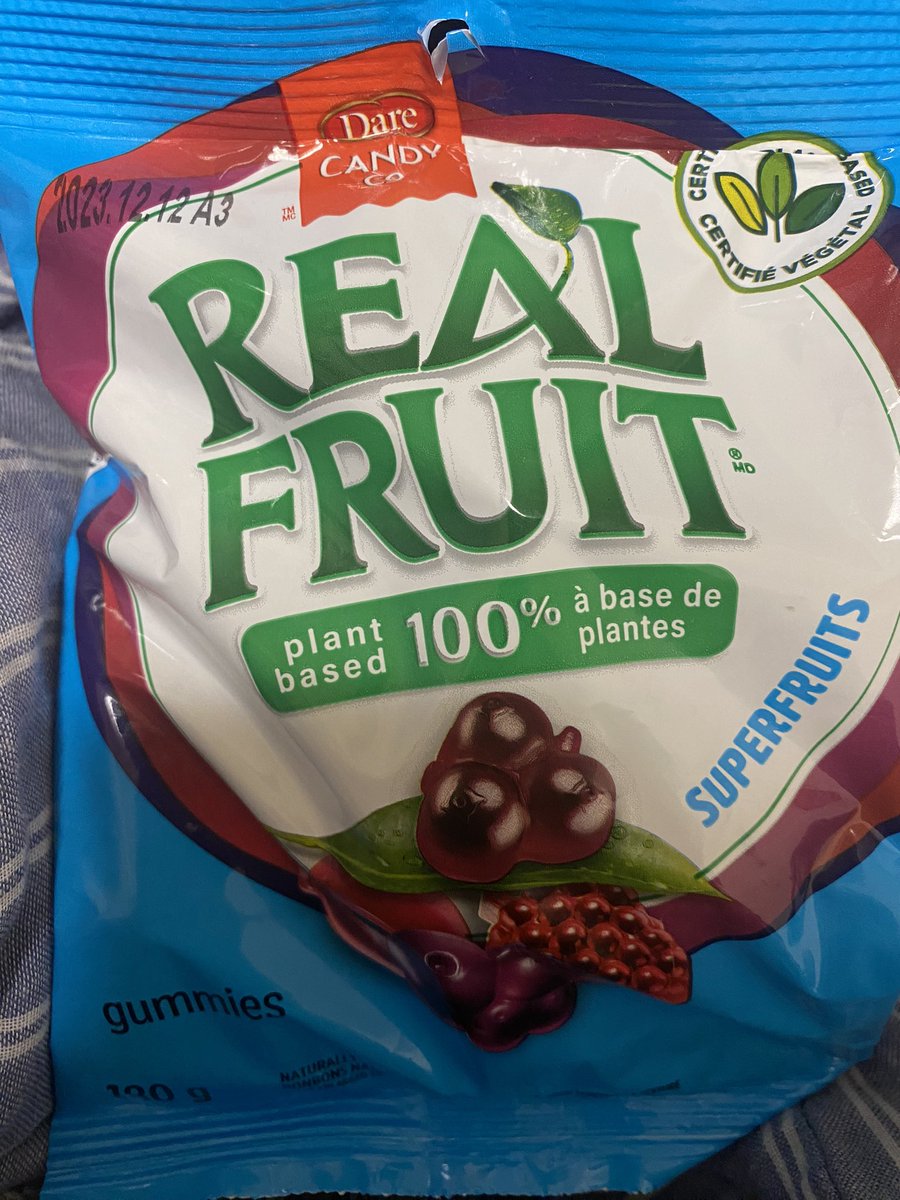 Dare
CANDY
CO
2023.12.12 A3
TM
MC
CERTIFIÉ VÉGÉTAL
BASED
REAL
FRUIT
®
MD
plant based 100% à base de plantes
SUPERFRUITS
gummies